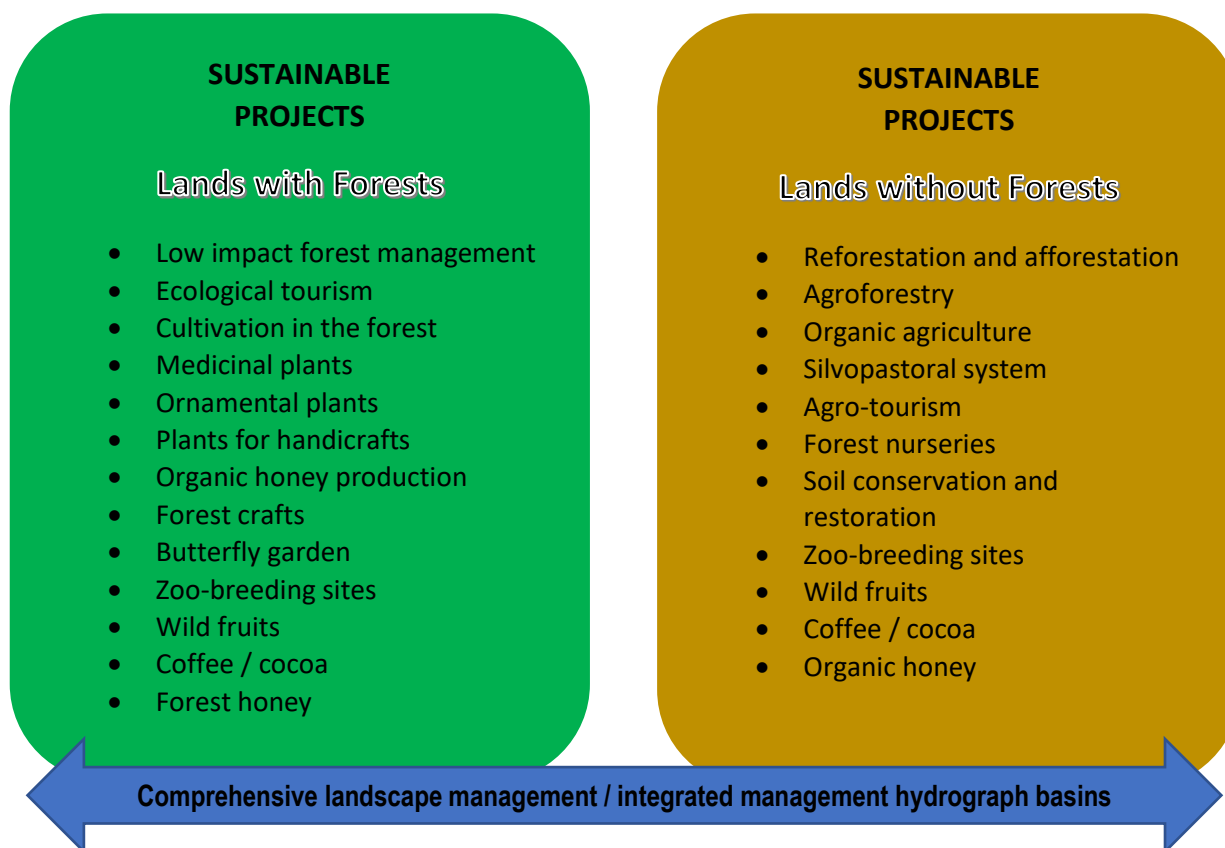 SUSTAINABLE
PROJECTS
Lands with Forests
• Low impact forest management
• Ecological tourism
• Cultivation in the forest
• Medicinal plants
• Ornamental plants
• Plants for handicrafts
• Organic honey production
• Forest crafts
• Butterfly garden
• Zoo-breeding sites
• Wild fruits
• Coffee / cocoa
• Forest honey
SUSTAINABLE
PROJECTS
Lands without Forests
• Reforestation and afforestation
• Agroforestry
• Organic agriculture
• Silvopastoral system
• Agro-tourism
• Forest nurseries
• Soil conservation and
restoration
• Zoo-breeding sites
• Wild fruits
• Coffee / cocoa
• Organic honey
Comprehensive landscape management / integrated management hydrograph basins